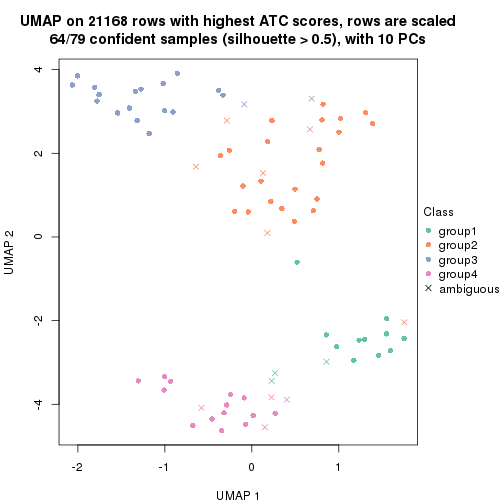 UMAP on 21168 rows with highest ATC scores, rows are scaled
64/79 confident samples (silhouette > 0.5), with 10 PCs
4
2
0
-2
-4
UMAP 2
-2
-1
0
1
UMAP 1
Class
group1
group2
group3
group4
ambiguous